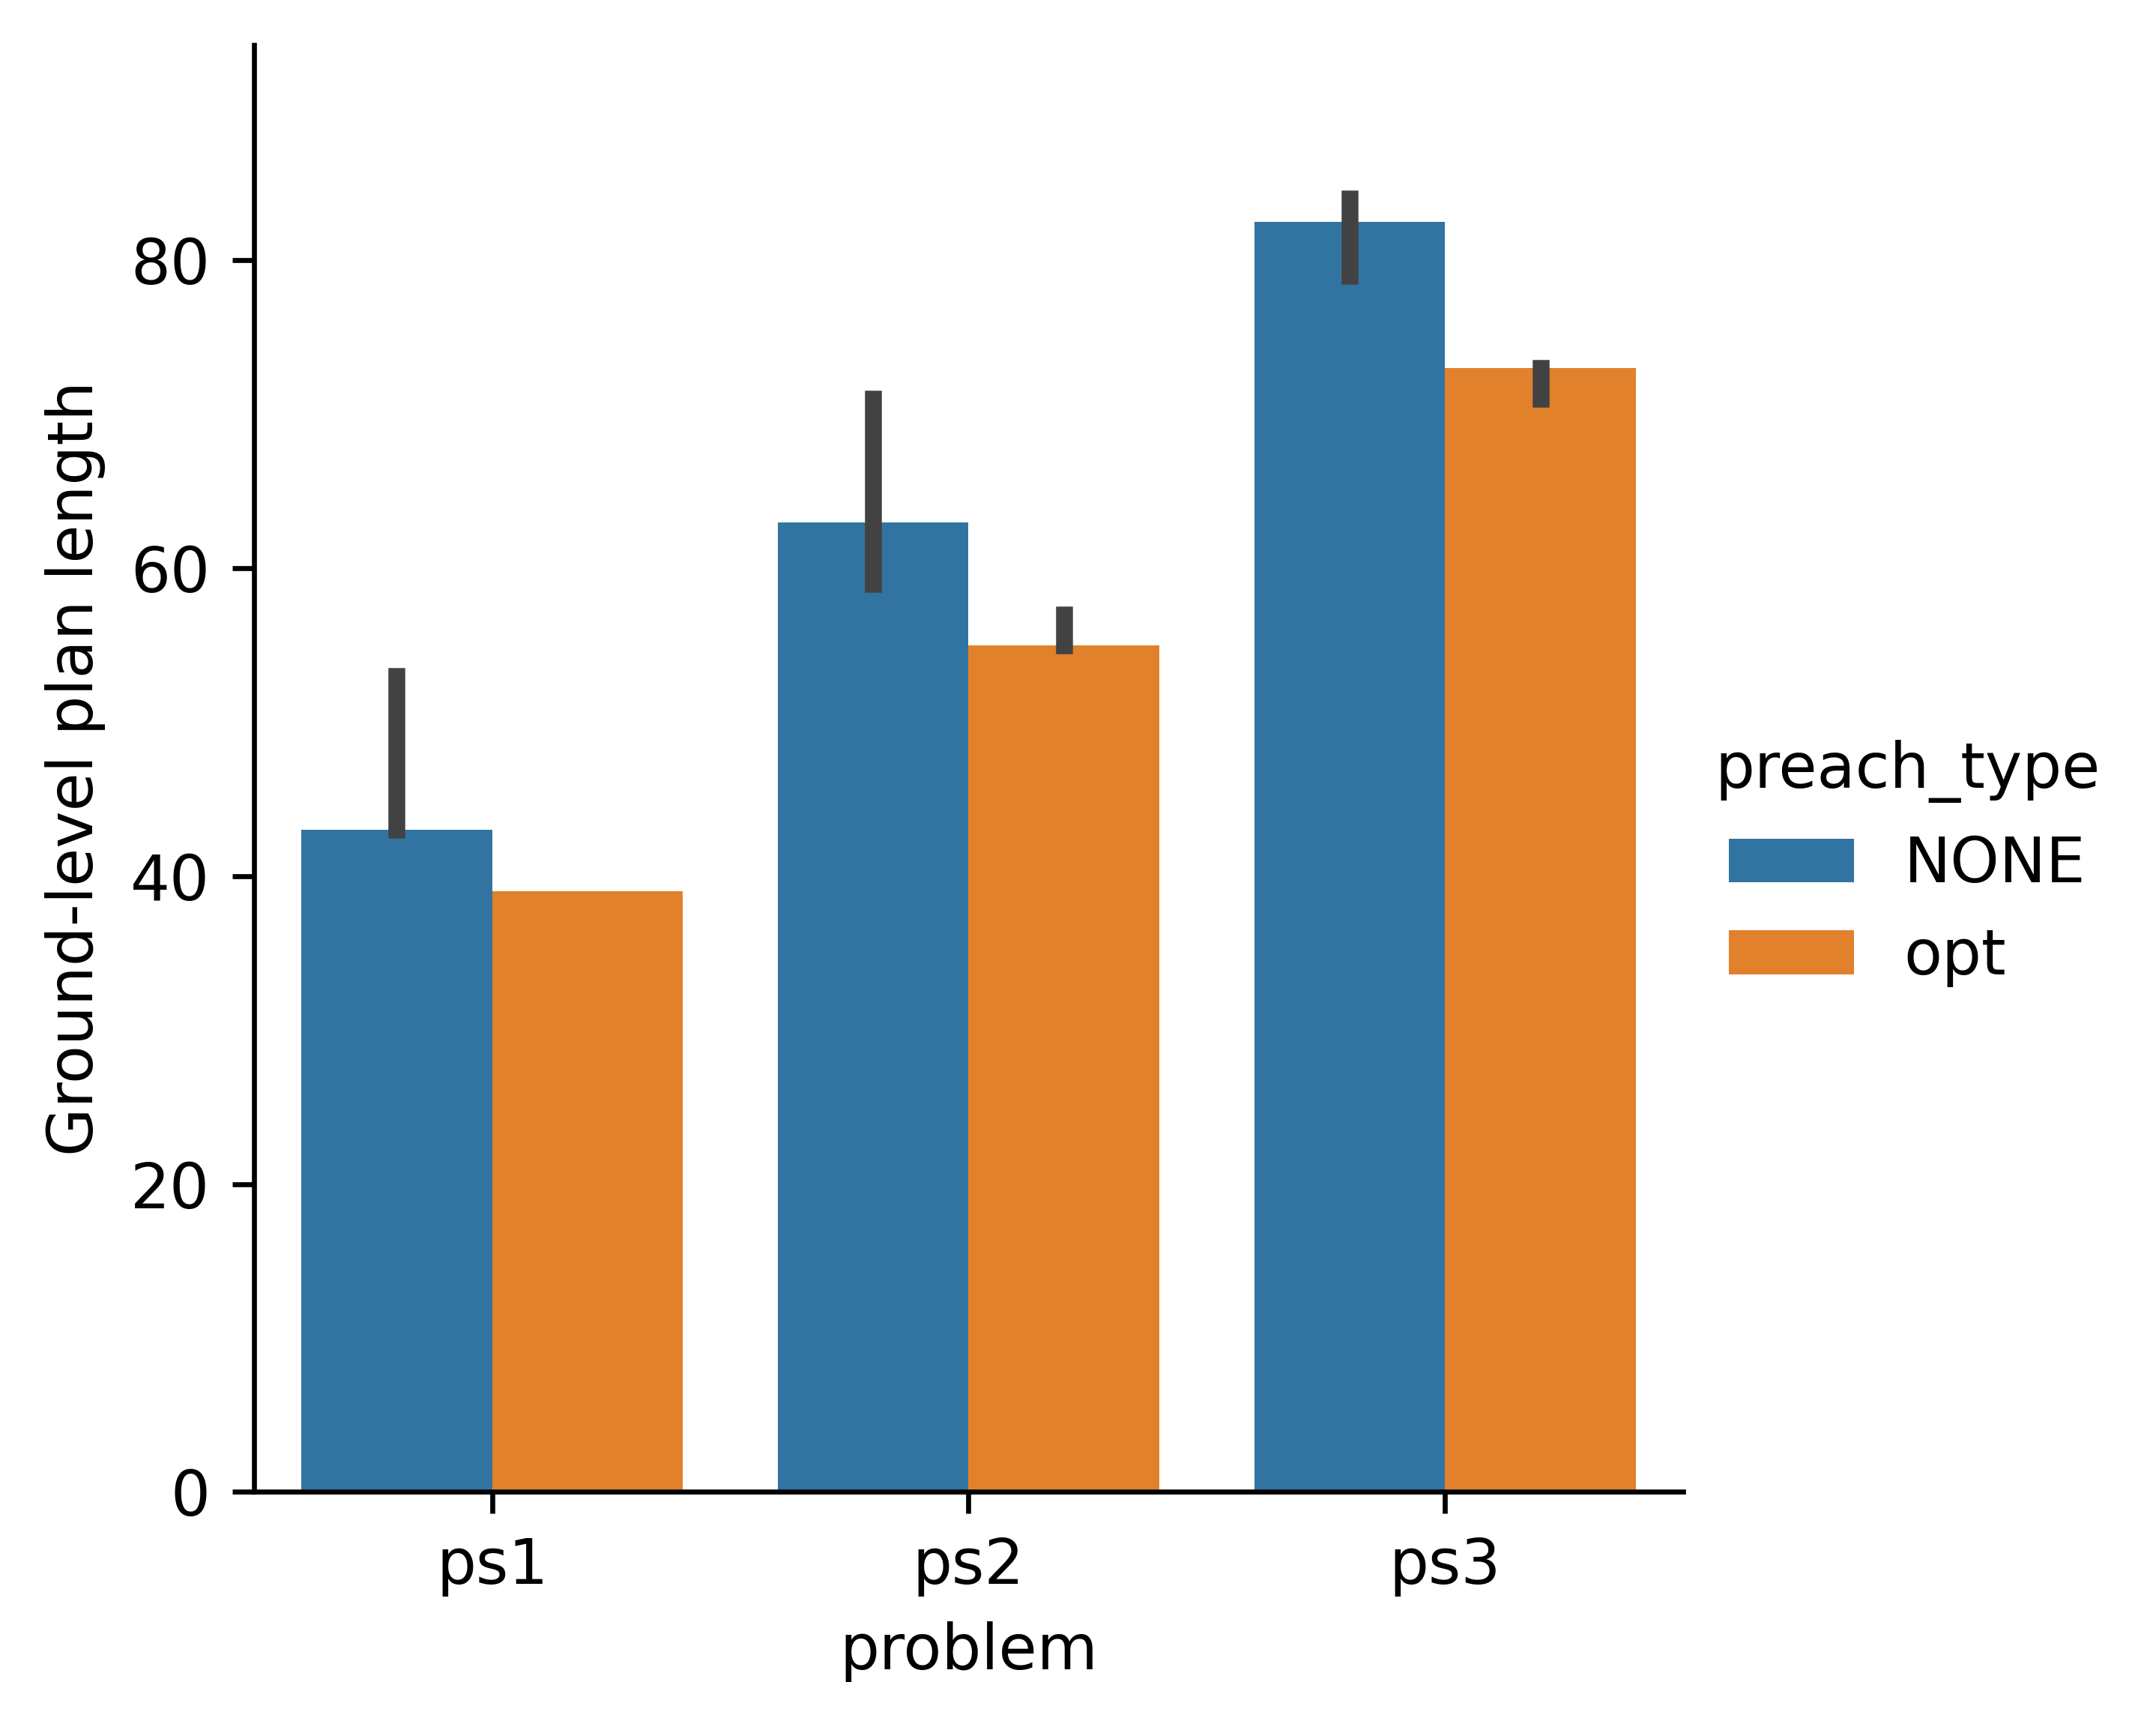 Ground-level plan length
80
60
40
20
0
ps1 ps2 ps3
problem
preach_type
NONE
opt